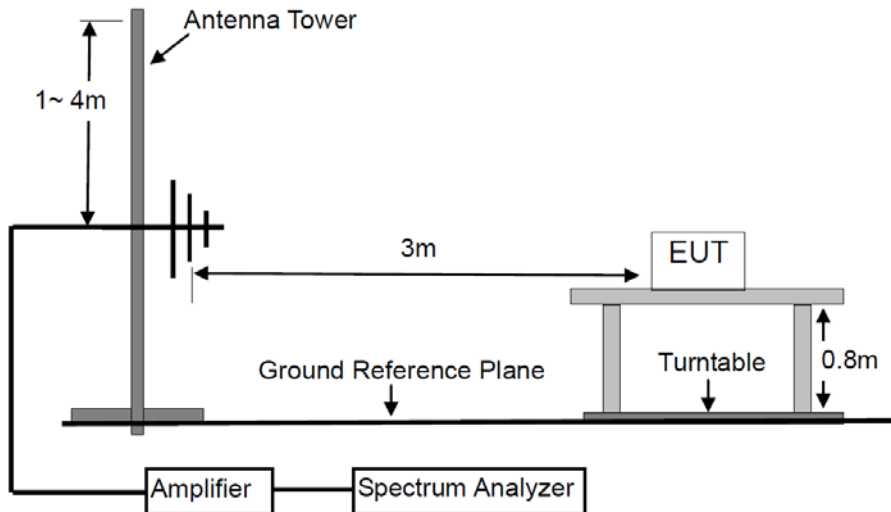 Antenna Tower
1~ 4m
3m
EUT
Ground Reference Plane
Turntable
0.8m
Amplifier
Spectrum Analyzer